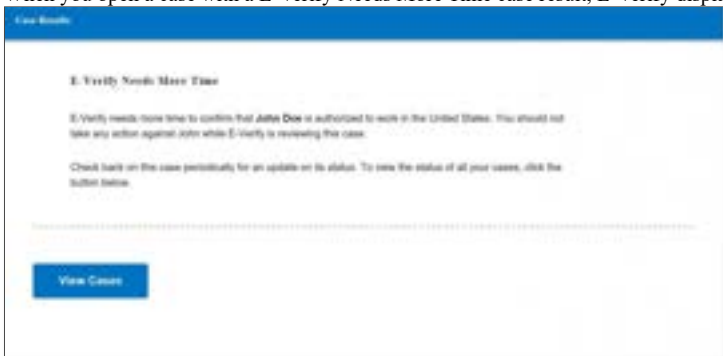 When you open a case with a E-Verify Needs More Time case result, E-Verify
Case Results
E-Verify Needs More Time
E-Verify needs more time to confirm that John Doe is authorized to work in the United States. You should not
take any action against John while E-Verify is reviewing this case.
Check back on the case periodically for an update on its status. To view the status of all your cases, click the
button below.
View Cases